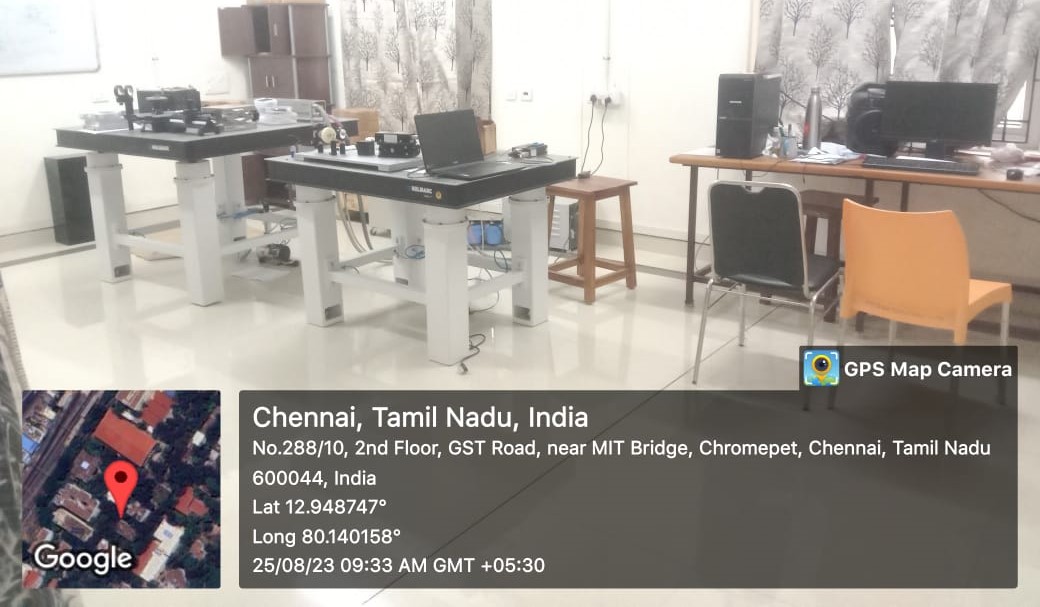 GPS Map Camera
Chennai, Tamil Nadu, India
No.288/10, 2nd Floor, GST Road, near MIT Bridge, Chromepet, Chennai, Tamil Nadu
600044, India
Lat 12.948747°
Long 80.140158°
25/08/23 09:33 AM GMT +05:30
Google